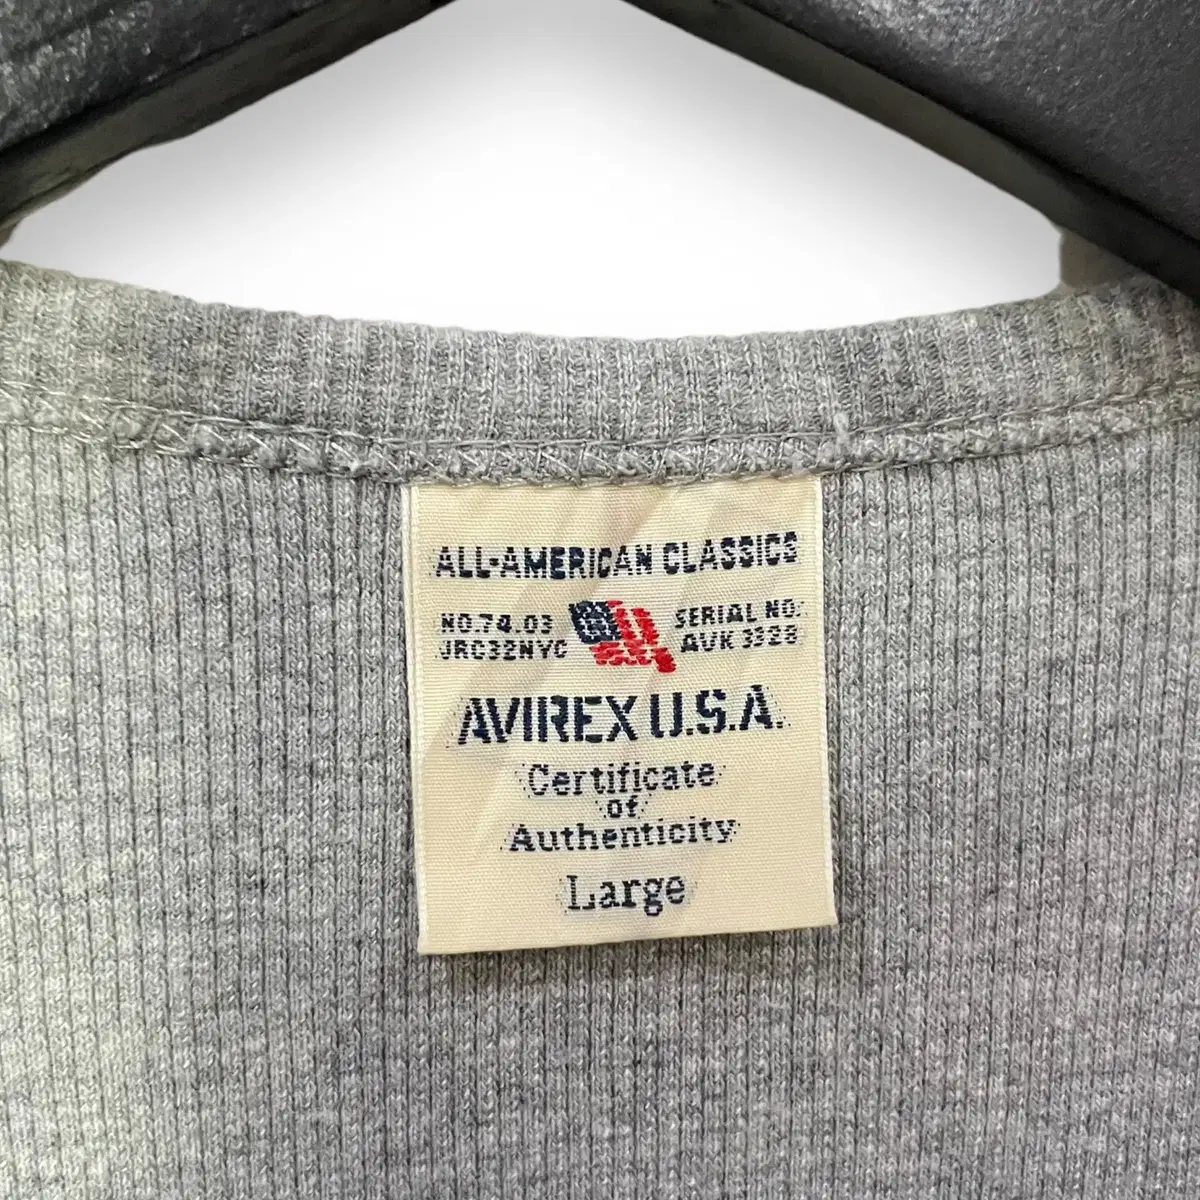 ALL-AMERICAN CLASSICS
NO.74.03
JRC32NYC
SERIAL NO.
AVK 3328
AVIREX U.S.A.
Certificate
of
Authenticity
Large